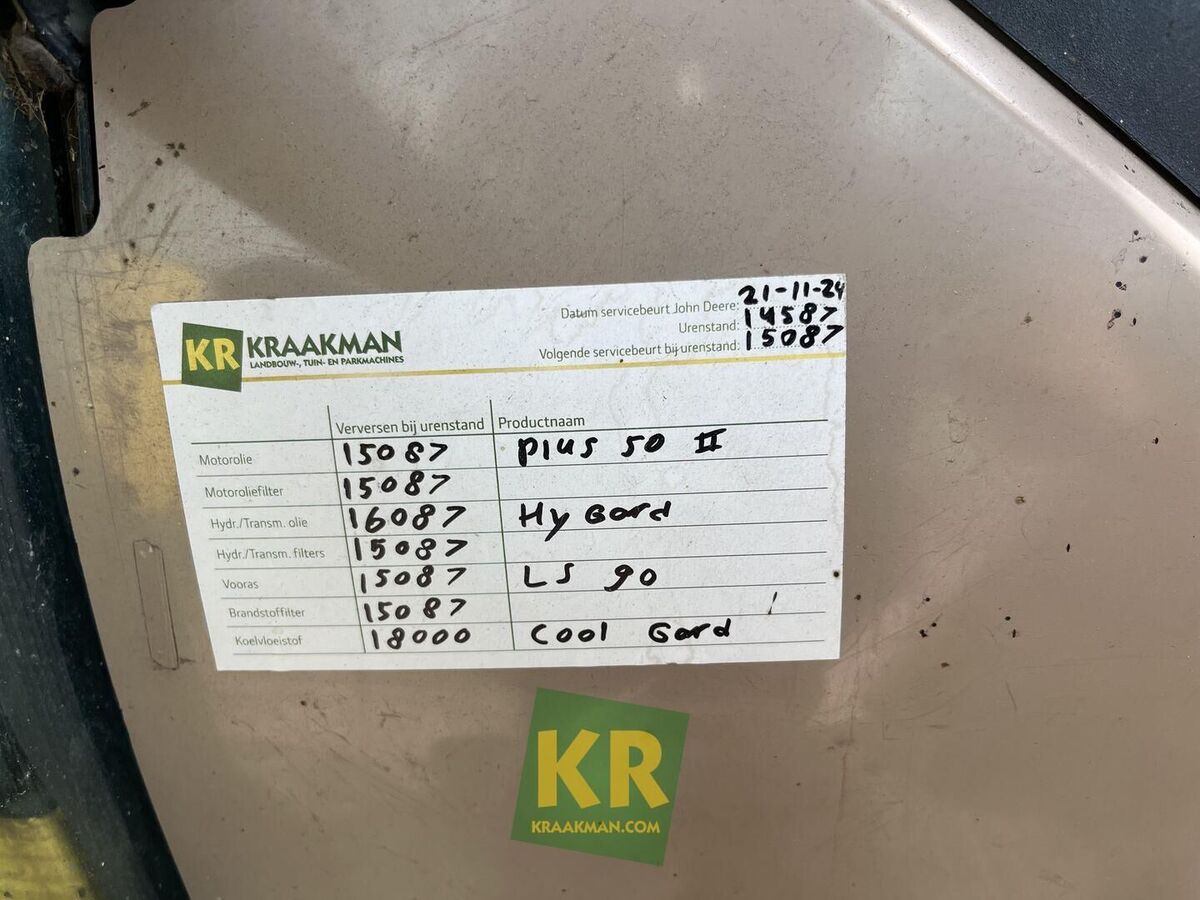 KR KRAAKMAN
LANDBOUW-, TUIN- EN PARKMACHINES
Datum servicebeurt John Deere: 21-11-24
Urenstand: 14587
Volgende servicebeurt bij urenstand: 15087
Verversen bij urenstand Productnaam
Motorolie 15087 Plus 50 II
Motoroliefilter 15087
Hydr./Transm. olie 16087 Hy Gard
Hydr./Transm. filters 15087
Vooras 15087 LS 90
Brandstoffilter 15087
Koelvloeistof 18000 Cool Gard
KR
KRAAKMAN.COM